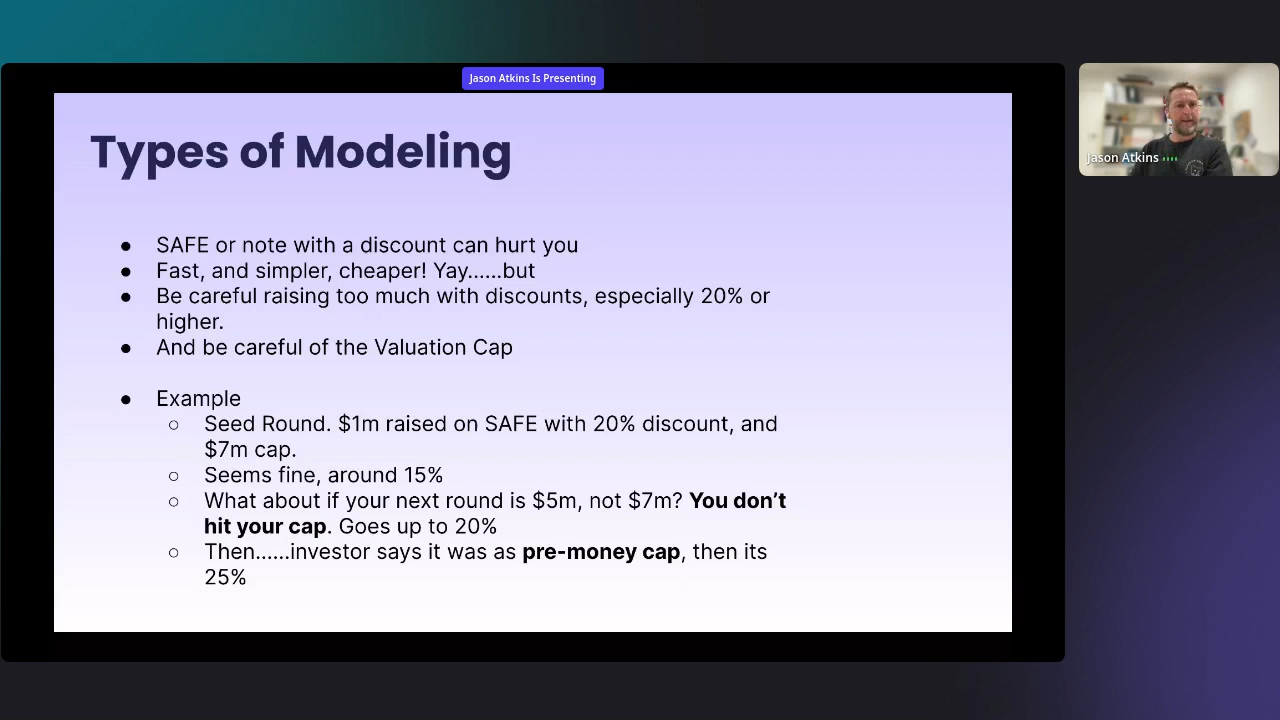 Jason Atkins Is Presenting
Types of Modeling
Jason Atkins
● SAFE or note with a discount can hurt you
● Fast, and simpler, cheaper! Yay......but
● Be careful raising too much with discounts, especially 20% or
higher.
● And be careful of the Valuation Cap
● Example
○ Seed Round. $1m raised on SAFE with 20% discount, and
$7m cap.
○ Seems fine, around 15%
○ What about if your next round is $5m, not $7m? You don’t
hit your cap. Goes up to 20%
○ Then......investor says it was as pre-money cap, then its
25%